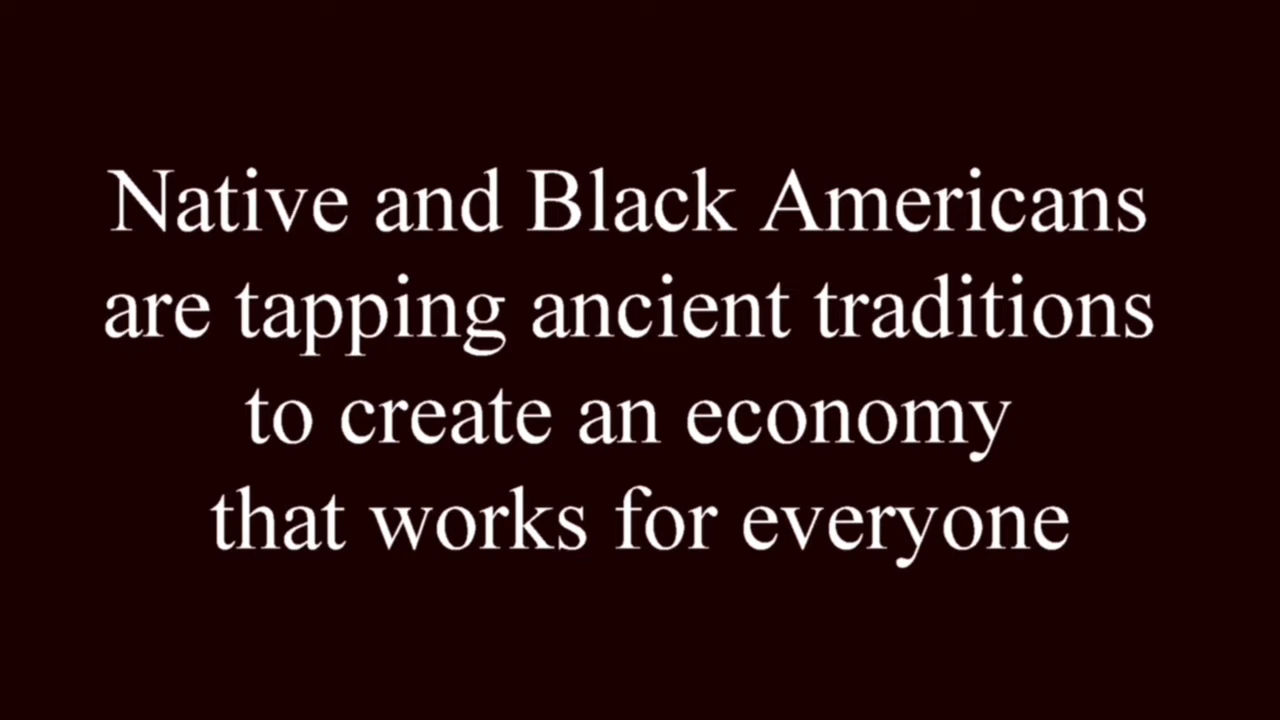 Native and Black Americans
are tapping ancient traditions
to create an economy
that works for everyone